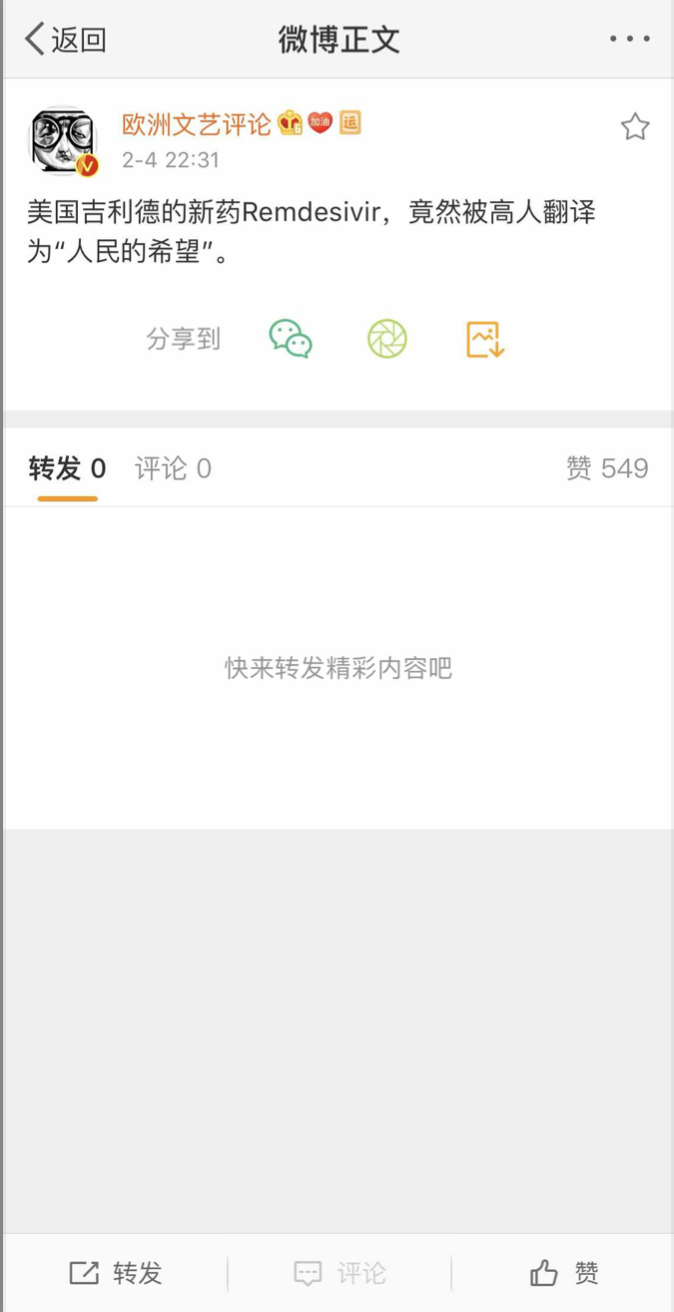 返回
微博正文
欧洲文艺评论 加油 运
2-4 22:31
美国吉利德的新药Remdesivir，竟然被高人翻译
为“人民的希望”。
分享到
转发 0 评论 0 赞 549
快来转发精彩内容吧
转发 评论 赞